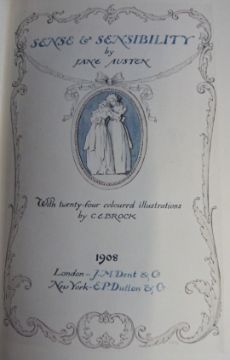 SENSE & SENSIBILITY
by
JANE AUSTEN
With twenty-four coloured illustrations
by C E BROCK
1908
London - J. M. Dent & Co
New York - E. P. Dutton & Co